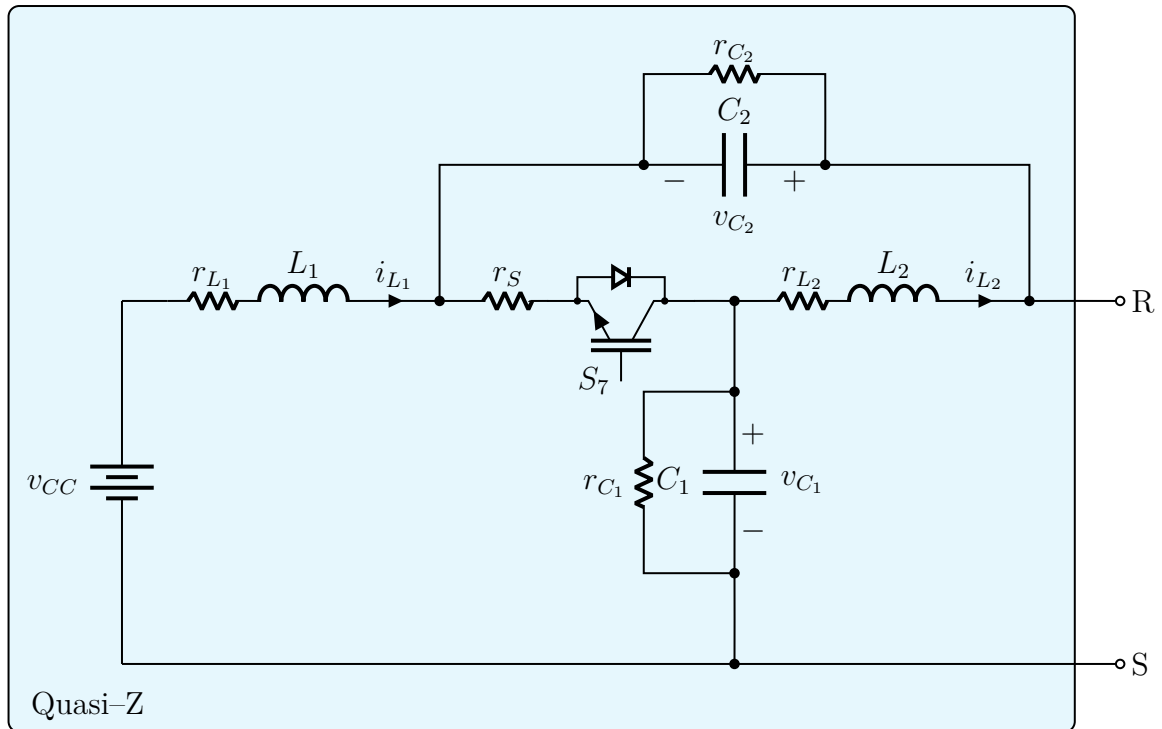 r_{C_2}
C_2
− +
v_{C_2}
r_{L_1} L_1 i_{L_1} r_S r_{L_2} L_2 i_{L_2}
R
S_7
+
v_{CC} r_{C_1} C_1 v_{C_1}
−
S
Quasi–Z